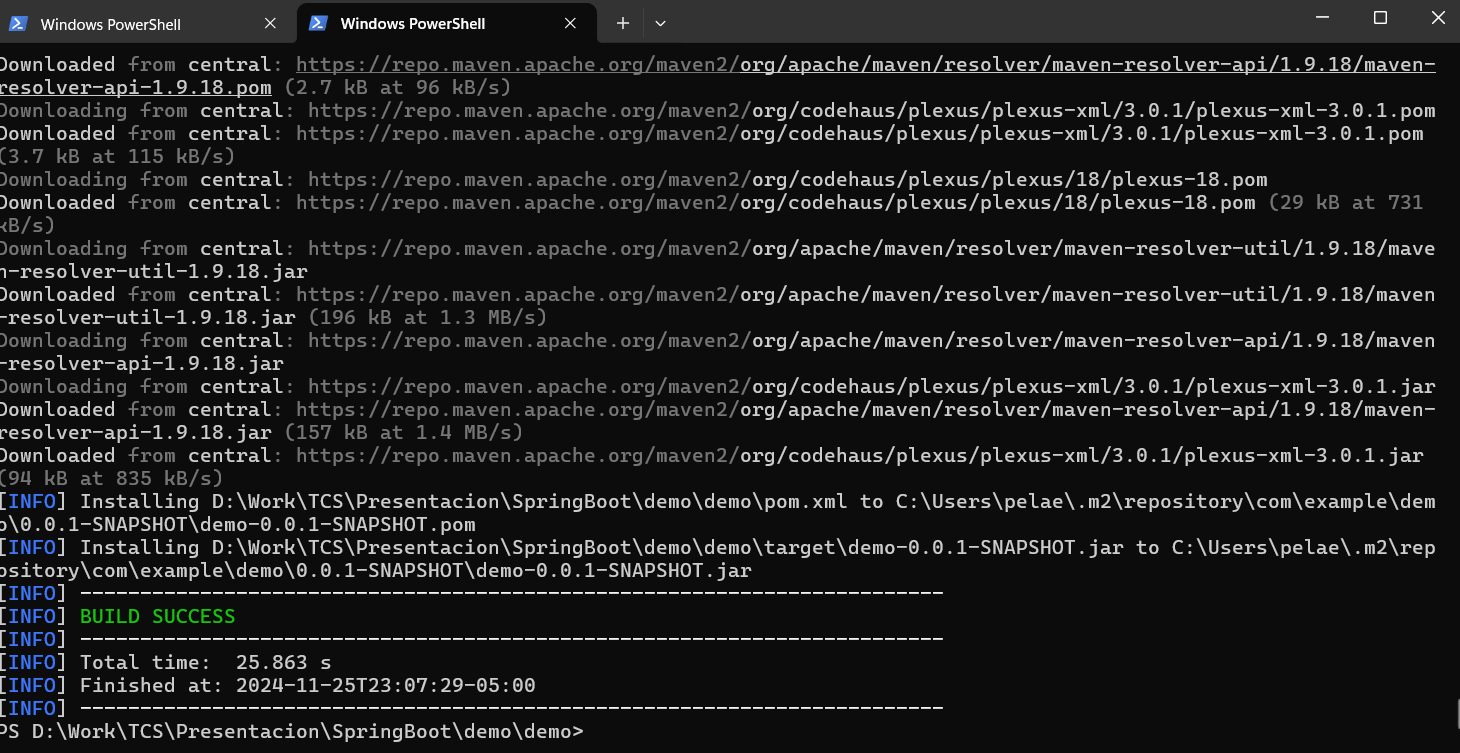 Windows PowerShell
Windows PowerShell
Downloaded from central: https://repo.maven.apache.org/maven2/org/apache/maven/resolver/maven-resolver-api/1.9.18/maven-
resolver-api-1.9.18.pom (2.7 kB at 96 kB/s)
Downloading from central: https://repo.maven.apache.org/maven2/org/codehaus/plexus/plexus-xml/3.0.1/plexus-xml-3.0.1.pom
Downloaded from central: https://repo.maven.apache.org/maven2/org/codehaus/plexus/plexus-xml/3.0.1/plexus-xml-3.0.1.pom
(3.7 kB at 115 kB/s)
Downloading from central: https://repo.maven.apache.org/maven2/org/codehaus/plexus/plexus/18/plexus-18.pom
Downloaded from central: https://repo.maven.apache.org/maven2/org/codehaus/plexus/plexus/18/plexus-18.pom (29 kB at 731
kB/s)
Downloading from central: https://repo.maven.apache.org/maven2/org/apache/maven/resolver/maven-resolver-util/1.9.18/mave
n-resolver-util-1.9.18.jar
Downloaded from central: https://repo.maven.apache.org/maven2/org/apache/maven/resolver/maven-resolver-util/1.9.18/maven
-resolver-util-1.9.18.jar (196 kB at 1.3 MB/s)
Downloading from central: https://repo.maven.apache.org/maven2/org/apache/maven/resolver/maven-resolver-api/1.9.18/maven
-resolver-api-1.9.18.jar
Downloading from central: https://repo.maven.apache.org/maven2/org/codehaus/plexus/plexus-xml/3.0.1/plexus-xml-3.0.1.jar
Downloaded from central: https://repo.maven.apache.org/maven2/org/apache/maven/resolver/maven-resolver-api/1.9.18/maven-
resolver-api-1.9.18.jar (157 kB at 1.4 MB/s)
Downloaded from central: https://repo.maven.apache.org/maven2/org/codehaus/plexus/plexus-xml/3.0.1/plexus-xml-3.0.1.jar
(94 kB at 835 kB/s)
[INFO] Installing D:\Work\TCS\Presentacion\SpringBoot\demo\demo\pom.xml to C:\Users\pelae\.m2\repository\com\example\dem
o\0.0.1-SNAPSHOT\demo-0.0.1-SNAPSHOT.pom
[INFO] Installing D:\Work\TCS\Presentacion\SpringBoot\demo\demo\target\demo-0.0.1-SNAPSHOT.jar to C:\Users\pelae\.m2\rep
ository\com\example\demo\0.0.1-SNAPSHOT\demo-0.0.1-SNAPSHOT.jar
[INFO] ------------------------------------------------------------------------
[INFO] BUILD SUCCESS
[INFO] ------------------------------------------------------------------------
[INFO] Total time:  25.863 s
[INFO] Finished at: 2024-11-25T23:07:29-05:00
[INFO] ------------------------------------------------------------------------
PS D:\Work\TCS\Presentacion\SpringBoot\demo\demo>